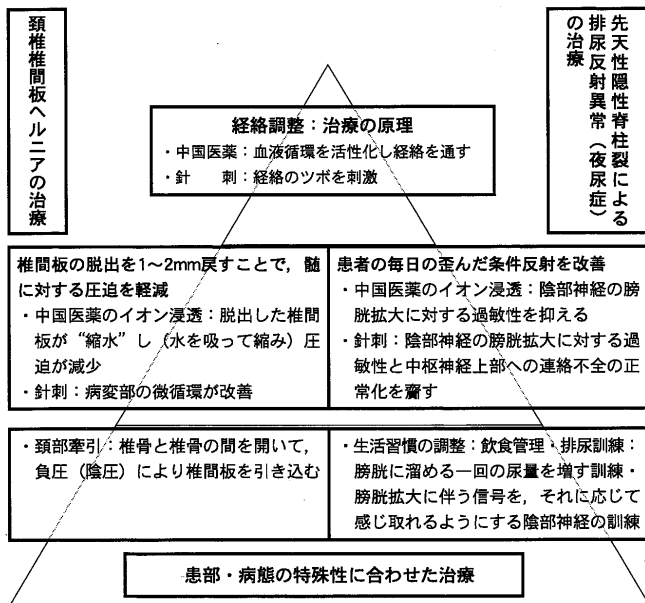 頚椎椎間板ヘルニアの治療
先天性隠性脊柱裂による
排尿反射異常（夜尿症）
の治療
経絡調整：治療の原理
・中国医薬：血液循環を活性化し経絡を通す
・針　　刺：経絡のツボを刺激
椎間板の脱出を1〜2mm戻すことで，髄
に対する圧迫を軽減
・中国医薬のイオン浸透：脱出した椎間
板が“縮水”し（水を吸って縮み）圧
迫が減少
・針刺：病変部の微循環が改善
患者の毎日の歪んだ条件反射を改善
・中国医薬のイオン浸透：陰部神経の膀
胱拡大に対する過敏性を抑える
・針刺：陰部神経の膀胱拡大に対する過
敏性と中枢神経上部への連絡不全の正
常化を齎す
・頚部牽引：椎骨と椎骨の間を開いて，
負圧（陰圧）により椎間板を引き込む
・生活習慣の調整：飲食管理・排尿訓練：
膀胱に溜める一回の尿量を増す訓練・
膀胱拡大に伴う信号を，それに応じて
感じ取れるようにする陰部神経の訓練
患部・病態の特殊性に合わせた治療